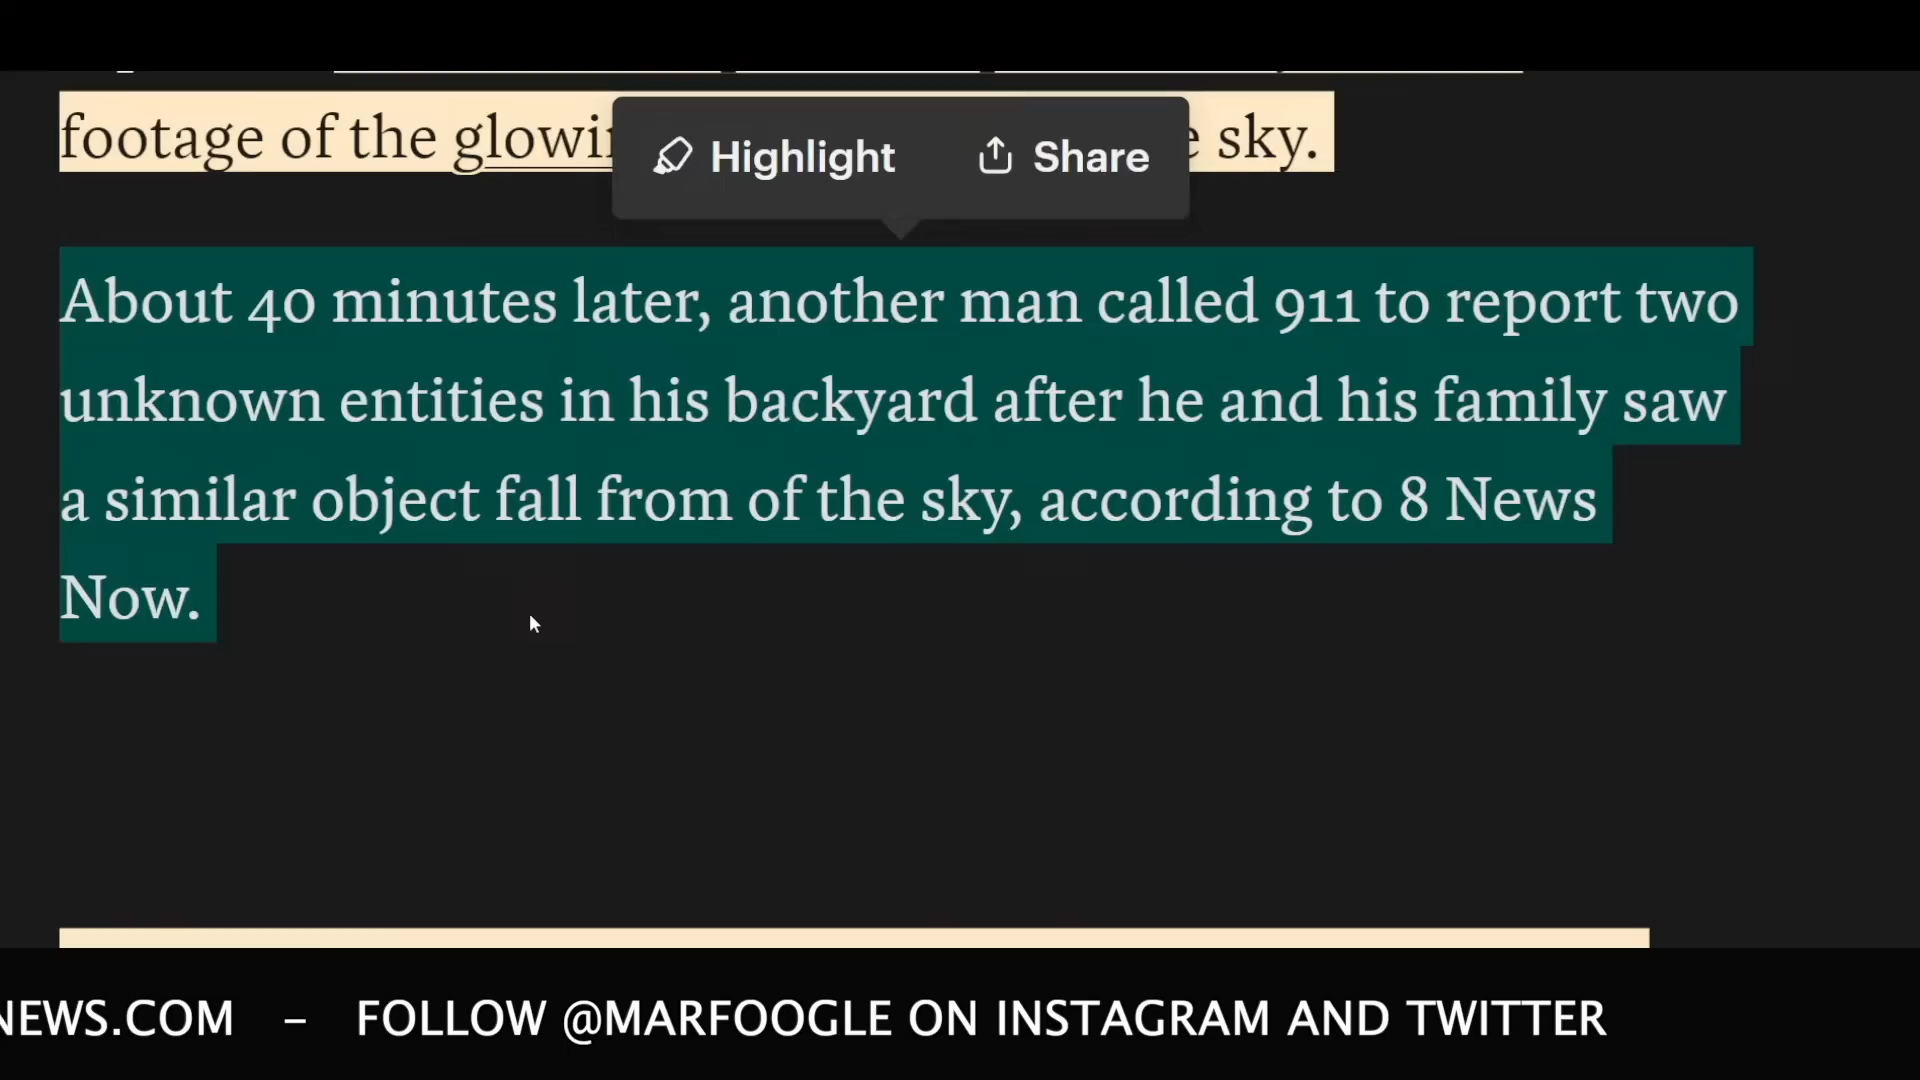 footage of the glowin
sky.
Highlight
Share
About 40 minutes later, another man called 911 to report two
unknown entities in his backyard after he and his family saw
a similar object fall from of the sky, according to 8 News
Now.
NEWS.COM – FOLLOW @MARFOOGLE ON INSTAGRAM AND TWITTER